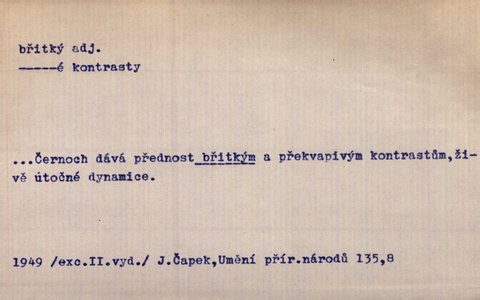 břitký adj.
-----é kontrasty
...Černoch dává přednost břitkým a překvapivým kontrastům,ži-
vě útočné dynamice.
1949 /exc.II.vyd./ J.Čapek,Umění přír.národů 135,8